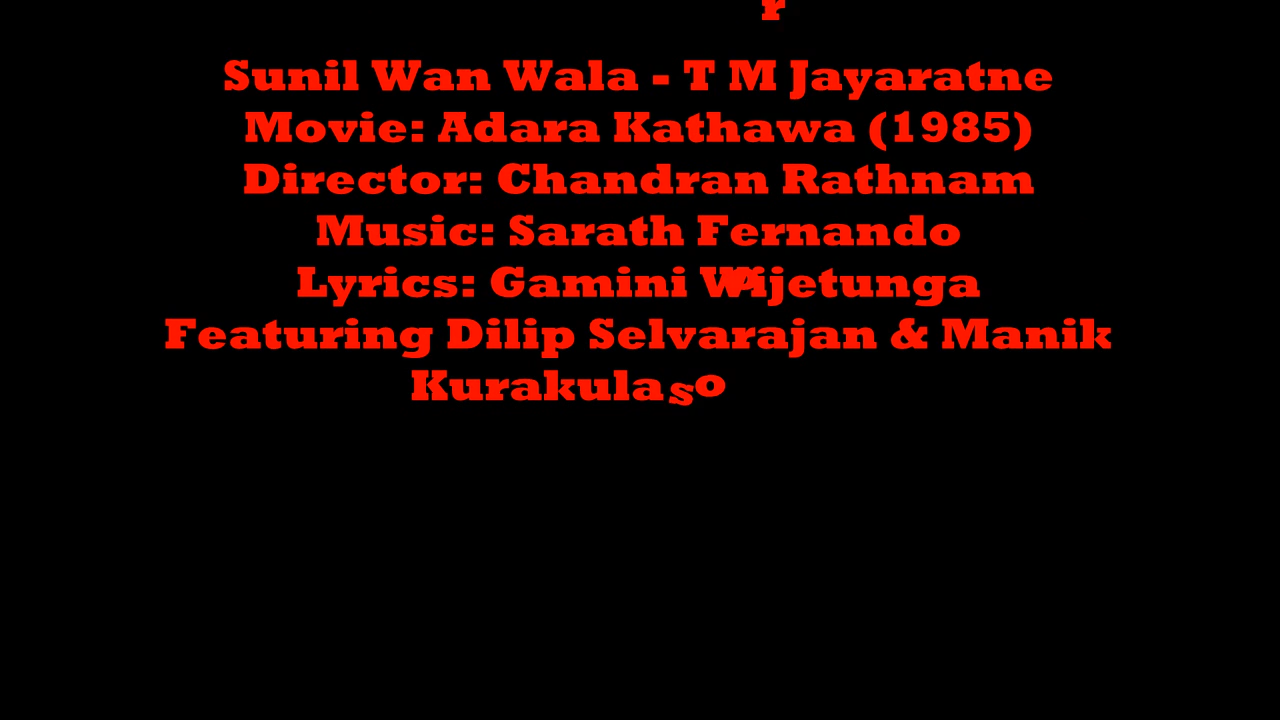 Sunil Wan Wala - T M Jayaratne
Movie: Adara Kathawa (1985)
Director: Chandran Rathnam
Music: Sarath Fernando
Lyrics: Gamini Wijetunga
Featuring Dilip Selvarajan & Manik